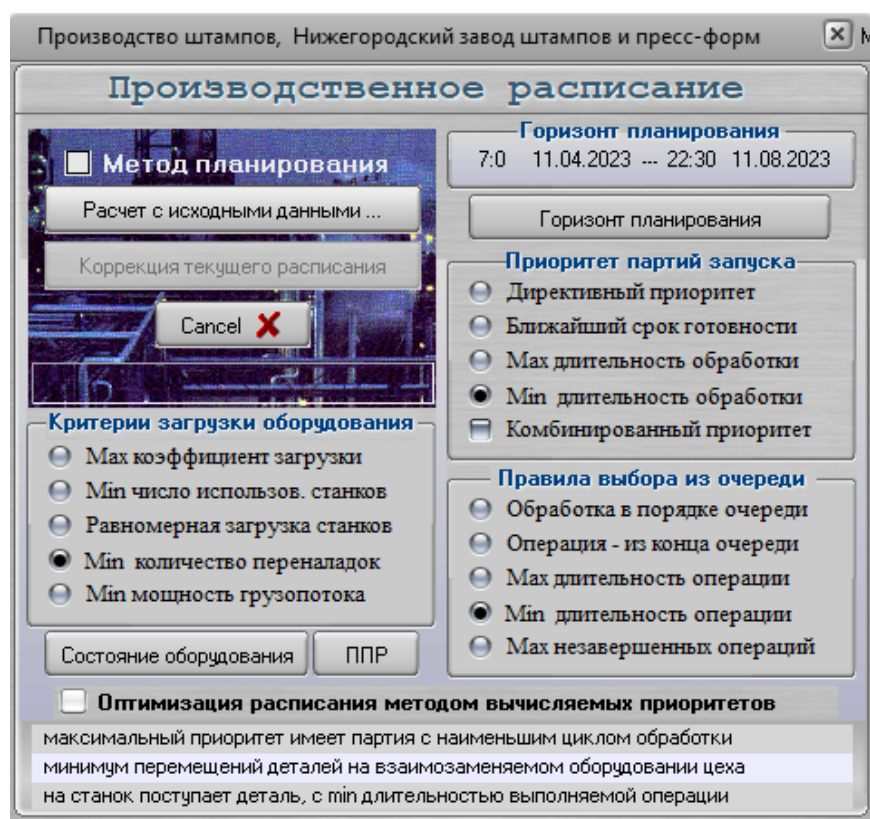 Производство штампов, Нижегородский завод штампов и пресс-форм
Производственное расписание
Метод планирования
Расчет с исходными данными ...
Коррекция текущего расписания
Cancel
Горизонт планирования
7:0 11.04.2023 --- 22:30 11.08.2023
Горизонт планирования
Приоритет партий запуска
Директивный приоритет
Ближайший срок готовности
Max длительность обработки
Min длительность обработки
Комбинированный приоритет
Критерии загрузки оборудования
Max коэффициент загрузки
Min число использов. станков
Равномерная загрузка станков
Min количество переналадок
Min мощность грузопотока
Правила выбора из очереди
Обработка в порядке очереди
Операция - из конца очереди
Max длительность операции
Min длительность операции
Max незавершенных операций
Состояние оборудования
ППР
Оптимизация расписания методом вычисляемых приоритетов
максимальный приоритет имеет партия с наименьшим циклом обработки
минимум перемещений деталей на взаимозаменяемом оборудовании цеха
на станок поступает деталь, с min длительностью выполняемой операции